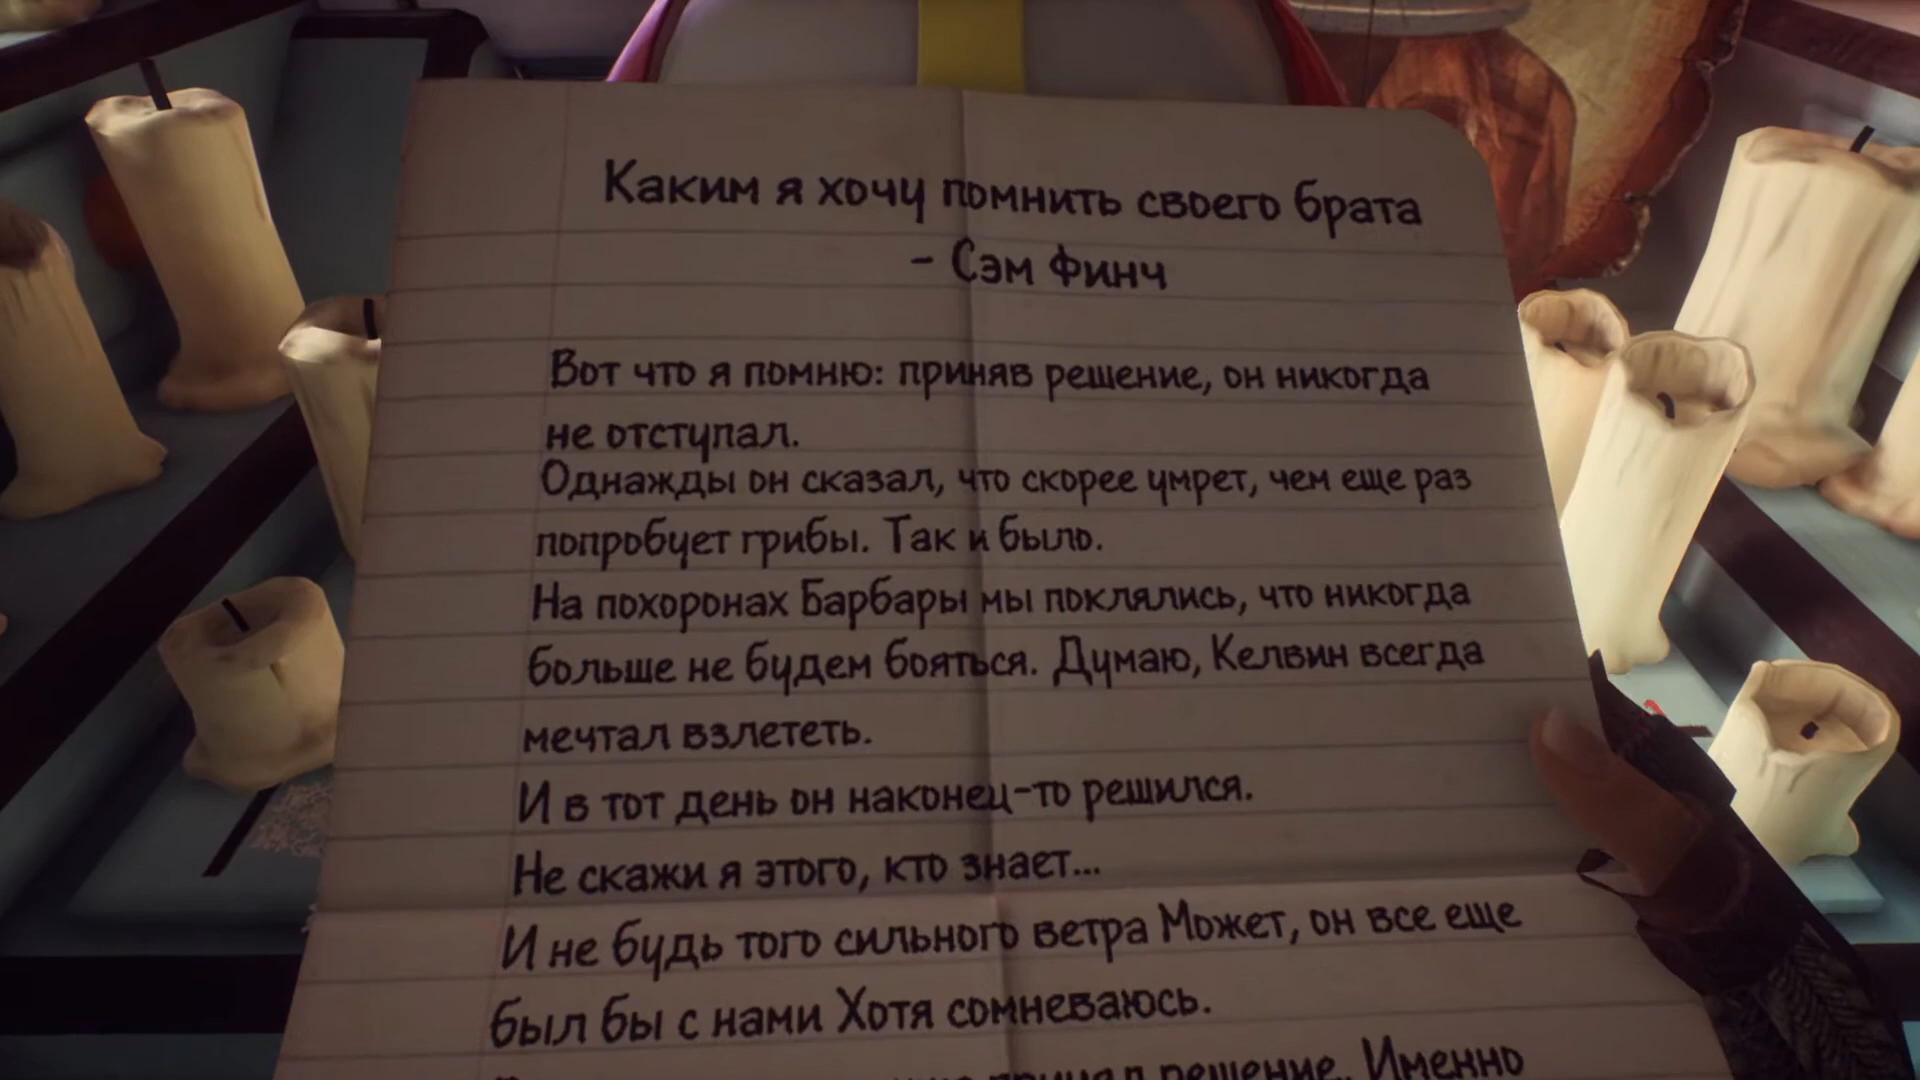 Каким я хочу помнить своего брата
- Сэм Финч
Вот что я помню: приняв решение, он никогда
не отступал.
Однажды он сказал, что скорее умрет, чем еще раз
попробует грибы. Так и было.
На похоронах Барбары мы поклялись, что никогда
больше не будем бояться. Думаю, Келвин всегда
мечтал взлететь.
И в тот день он наконец-то решился.
Не скажи я этого, кто знает...
И не будь того сильного ветра Может, он все еще
был бы с нами Хотя сомневаюсь.
принял решение. Именно